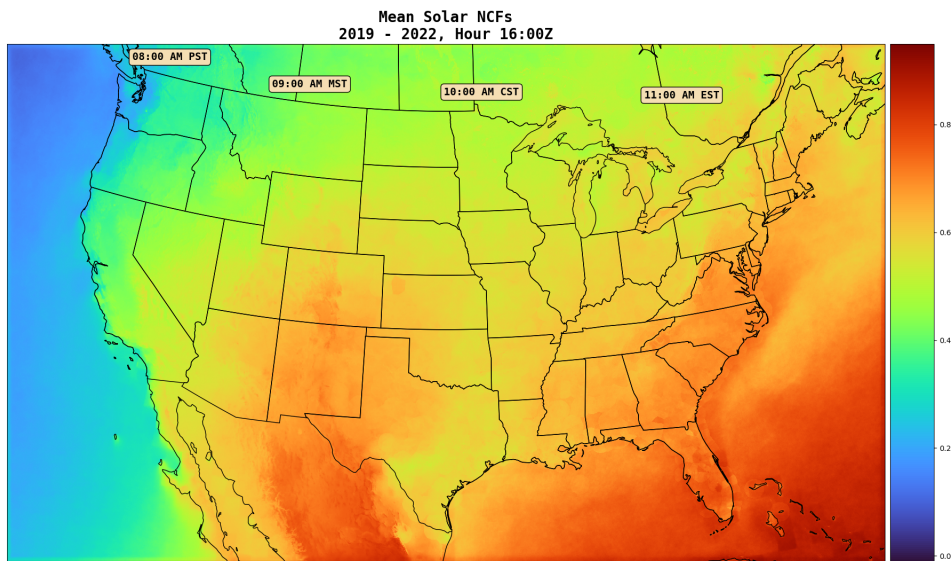 Mean Solar NCFs
2019 - 2022, Hour 16:00Z
08:00 AM PST
09:00 AM MST
10:00 AM CST
11:00 AM EST
0.8
0.6
0.4
0.2
0.0